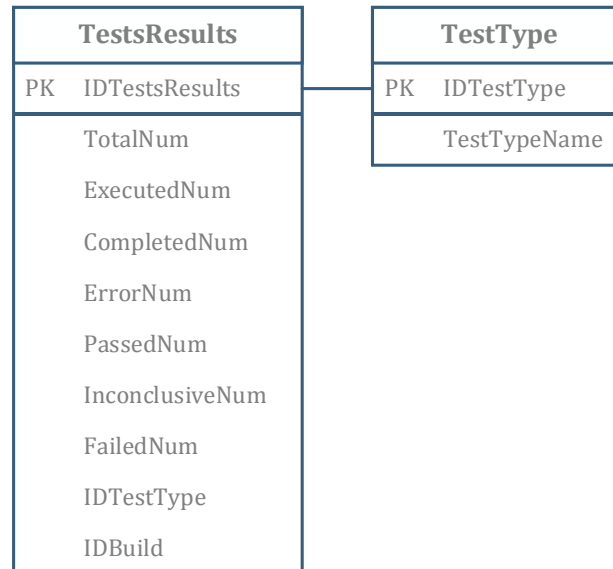 TestsResults
PK IDTestsResults
TotalNum
ExecutedNum
CompletedNum
ErrorNum
PassedNum
InconclusiveNum
FailedNum
IDTestType
IDBuild
TestType
PK IDTestType
TestTypeName